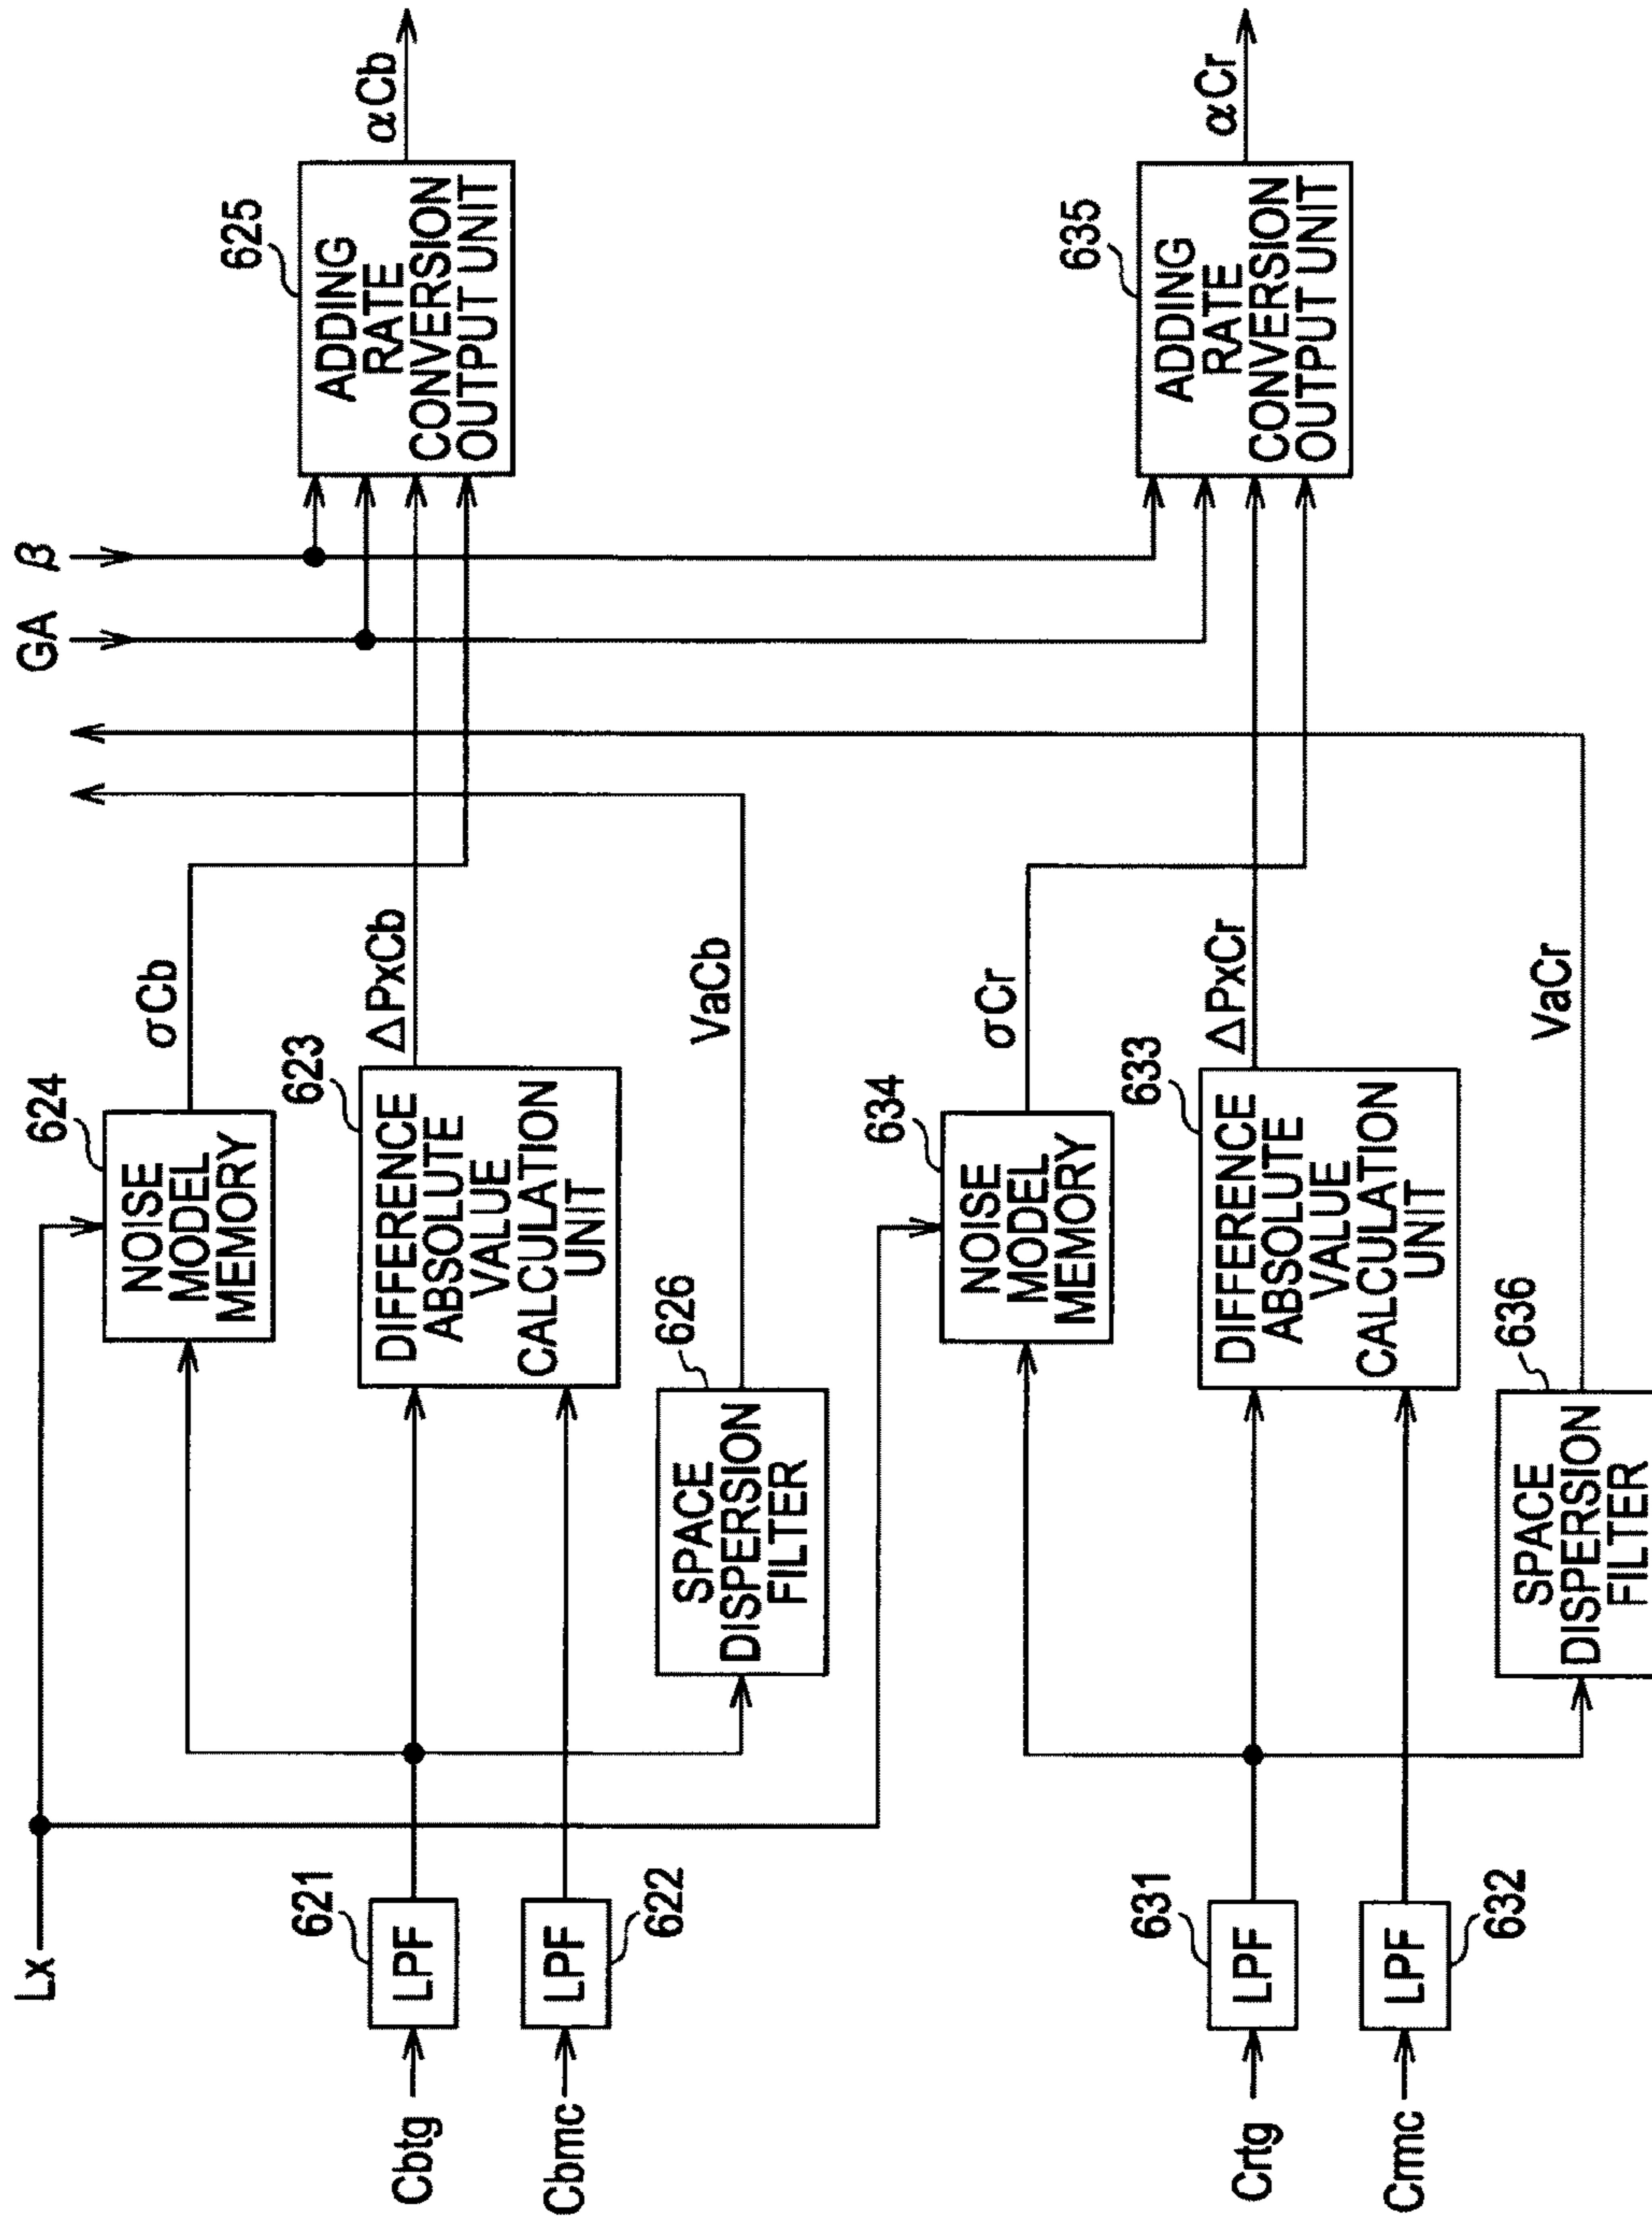 Lx
GA
β
624
NOISE
MODEL
MEMORY
σCb
625
ADDING
RATE
CONVERSION
OUTPUT UNIT
αCb
Cbtg
621
LPF
623
DIFFERENCE
ABSOLUTE
VALUE
CALCULATION
UNIT
△PxCb
Cbmc
LPF
622
626
SPACE
DISPERSION
FILTER
VaCb
634
NOISE
MODEL
MEMORY
σCr
635
ADDING
RATE
CONVERSION
OUTPUT UNIT
αCr
Crtg
631
LPF
633
DIFFERENCE
ABSOLUTE
VALUE
CALCULATION
UNIT
△PxCr
Crmc
LPF
632
636
SPACE
DISPERSION
FILTER
VaCr